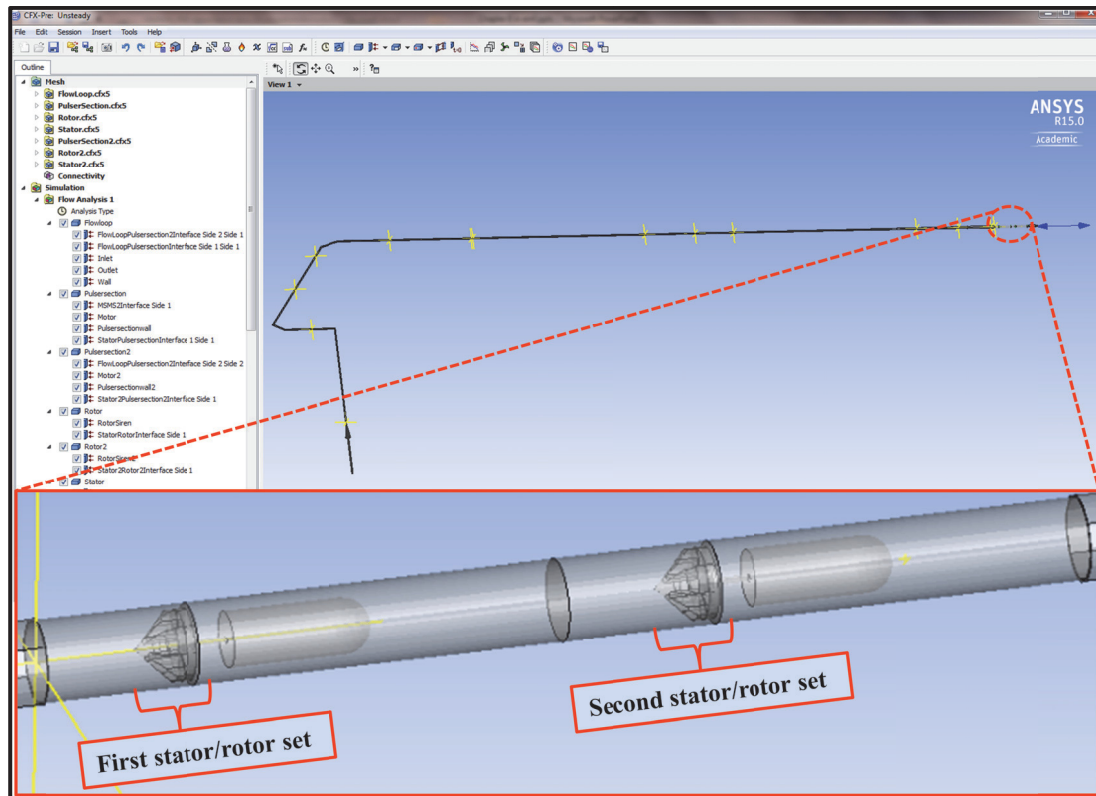 CFX-Pre: Unsteady
File Edit Session Insert Tools Help
Outline
View 1
Mesh
FlowLoop.cfx5
PulserSection.cfx5
Rotor.cfx5
Stator.cfx5
PulserSection2.cfx5
Rotor2.cfx5
Stator2.cfx5
Connectivity
Simulation
Flow Analysis 1
Analysis Type
Flowloop
FlowLoopPulsersection2Interface Side 2 Side 1
FlowLoopPulsersectionInterface Side 1 Side 1
Inlet
Outlet
Wall
Pulsersection
MSMS2Interface Side 1
Motor
Pulsersectionwall
StatorPulsersectionInterface 1 Side 1
Pulsersection2
FlowLoopPulsersection2Interface Side 2 Side 2
Motor2
Pulsersectionwall2
Stator2Pulsersection2Interface Side 1
Rotor
RotorSiren
StatorRotorInterface Side 1
Rotor2
RotorSiren2
Stator2Rotor2Interface Side 1
Stator
ANSYS
R15.0
Academic
First stator/rotor set
Second stator/rotor set